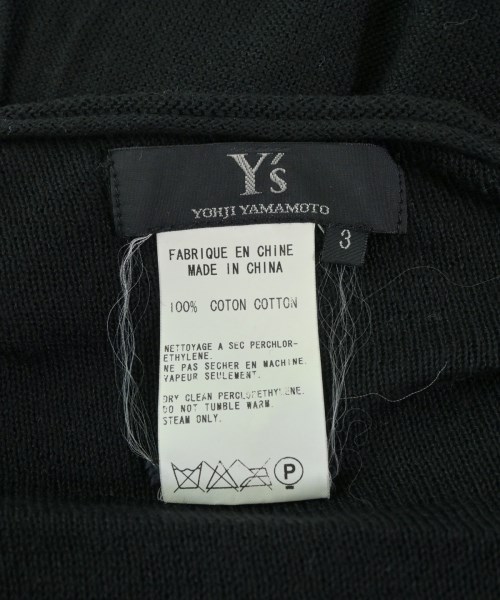 Y's
YOHJI YAMAMOTO
3
FABRIQUE EN CHINE
MADE IN CHINA
100% COTON COTTON
NETTOYAGE A SEC PERCHLOR-
ETHYLENE.
NE PAS SECHER EN MACHINE.
VAPEUR SEULEMENT.
DRY CLEAN PERCLOPETHYLENE.
DO NOT TUMBLE WARM.
STEAM ONLY.
P